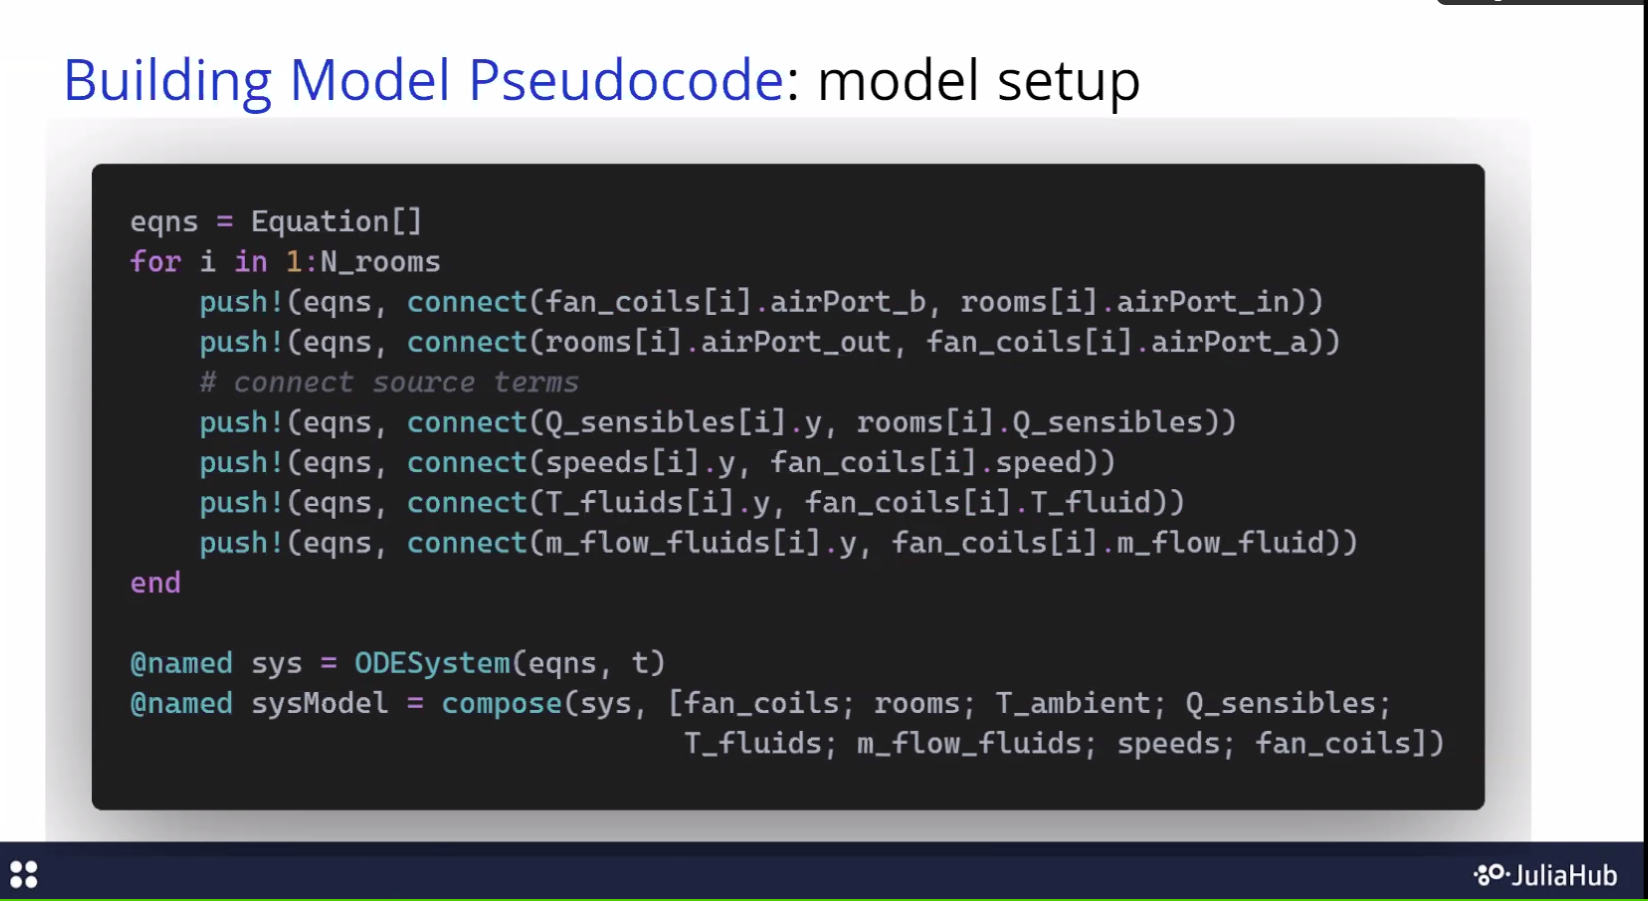 Building Model Pseudocode: model setup
eqns = Equation[]
for i in 1:N_rooms
    push!(eqns, connect(fan_coils[i].airPort_b, rooms[i].airPort_in))
    push!(eqns, connect(rooms[i].airPort_out, fan_coils[i].airPort_a))
    # connect source terms
    push!(eqns, connect(Q_sensibles[i].y, rooms[i].Q_sensibles))
    push!(eqns, connect(speeds[i].y, fan_coils[i].speed))
    push!(eqns, connect(T_fluids[i].y, fan_coils[i].T_fluid))
    push!(eqns, connect(m_flow_fluids[i].y, fan_coils[i].m_flow_fluid))
end
@named sys = ODESystem(eqns, t)
@named sysModel = compose(sys, [fan_coils; rooms; T_ambient; Q_sensibles;
                                T_fluids; m_flow_fluids; speeds; fan_coils])
JuliaHub